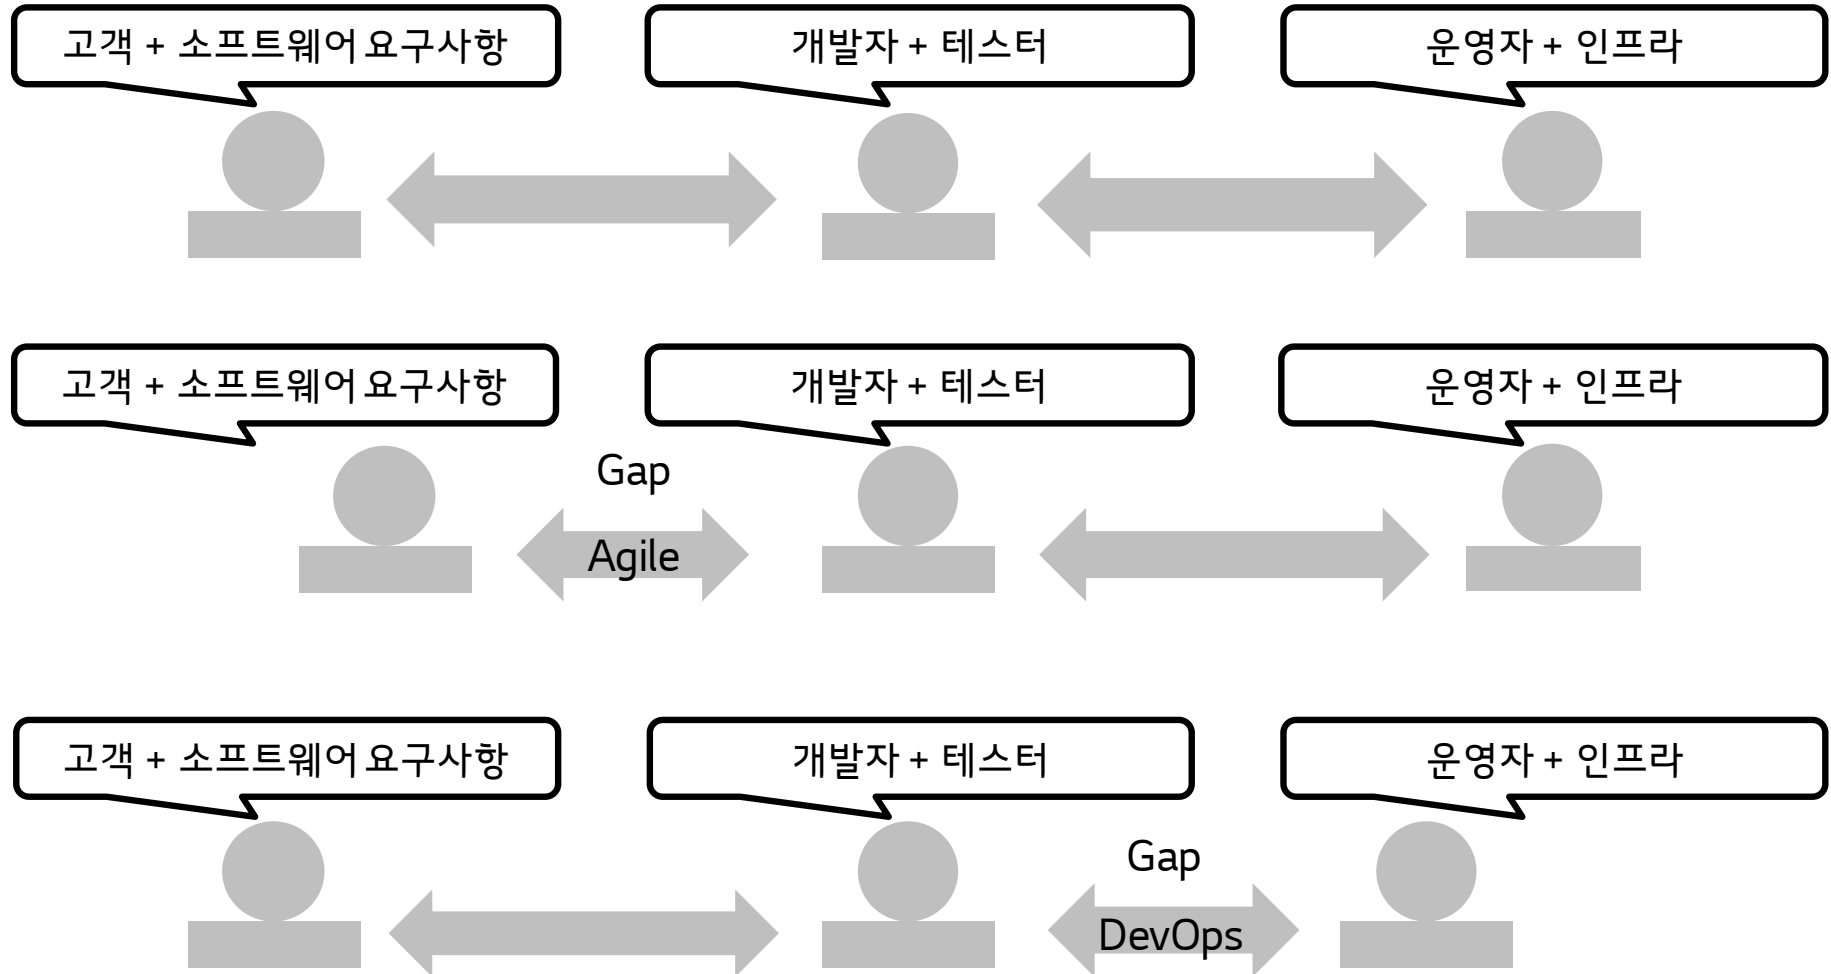 고객 + 소프트웨어 요구사항
개발자 + 테스터
운영자 + 인프라
고객 + 소프트웨어 요구사항
개발자 + 테스터
운영자 + 인프라
Gap
Agile
고객 + 소프트웨어 요구사항
개발자 + 테스터
운영자 + 인프라
Gap
DevOps